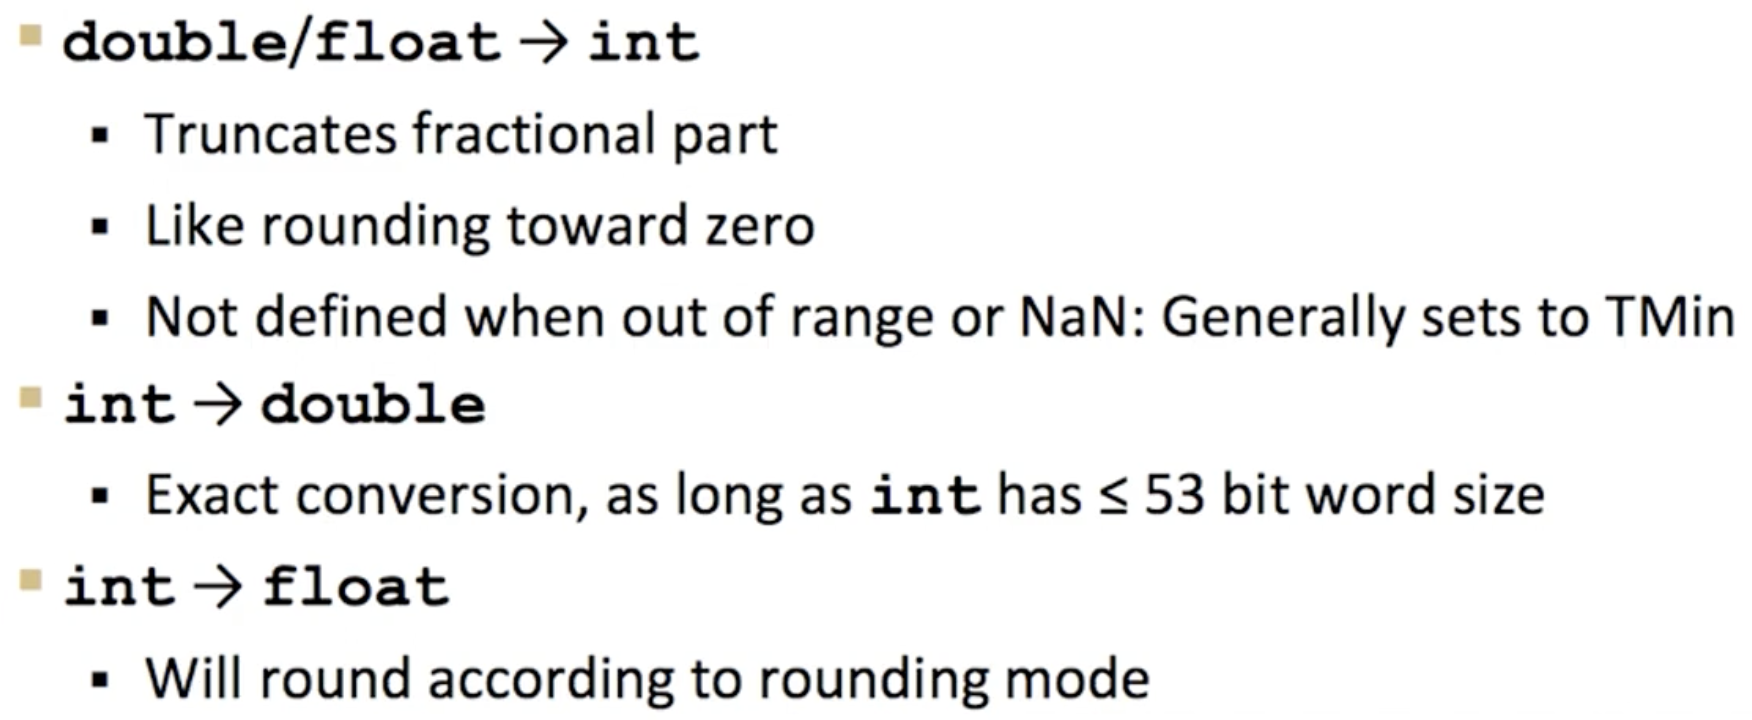 double/float → int
Truncates fractional part
Like rounding toward zero
Not defined when out of range or NaN: Generally sets to TMin
int → double
Exact conversion, as long as int has ≤ 53 bit word size
int → float
Will round according to rounding mode